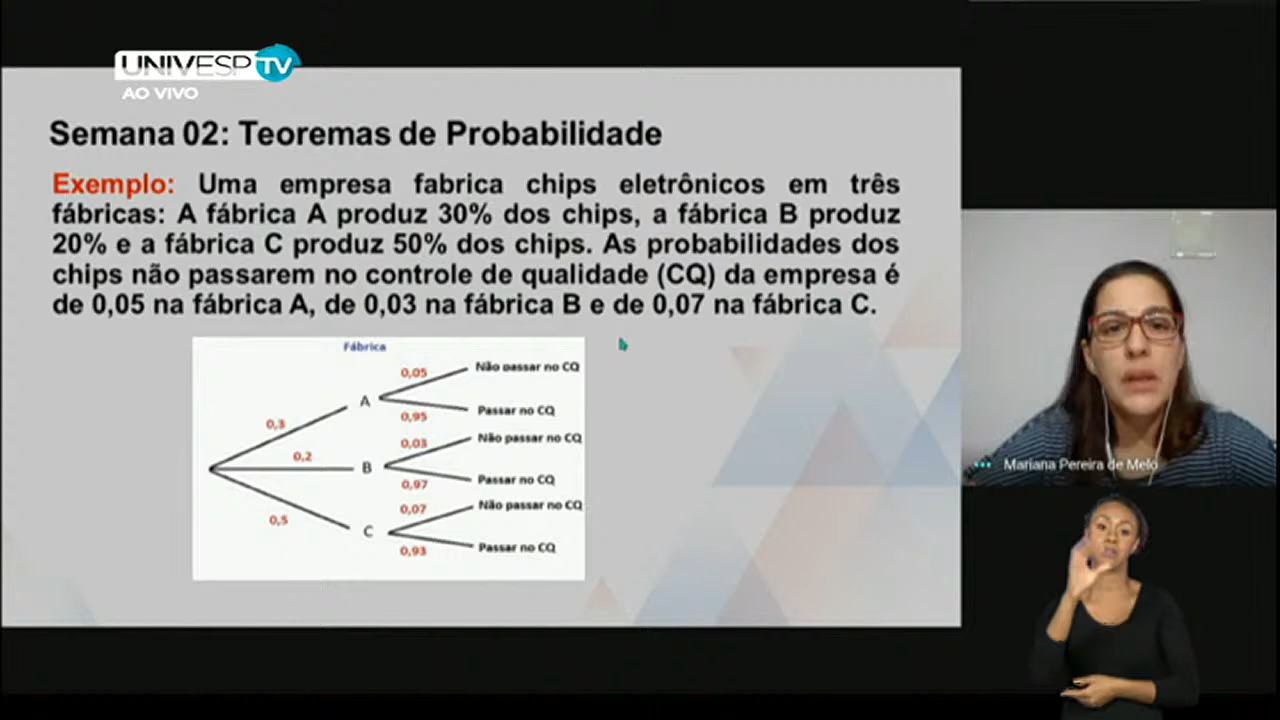 UNIVESP TV
AO VIVO
Semana 02: Teoremas de Probabilidade
Exemplo: Uma empresa fabrica chips eletrônicos em três
fábricas: A fábrica A produz 30% dos chips, a fábrica B produz
20% e a fábrica C produz 50% dos chips. As probabilidades dos
chips não passarem no controle de qualidade (CQ) da empresa é
de 0,05 na fábrica A, de 0,03 na fábrica B e de 0,07 na fábrica C.
Fábrica
0,05 Não passar no CQ
0,3 A
0,95 Passar no CQ
0,03 Não passar no CQ
0,2 B
0,97 Passar no CQ
0,07 Não passar no CQ
0,5 C
0,93 Passar no CQ
Mariana Pereira de Melo